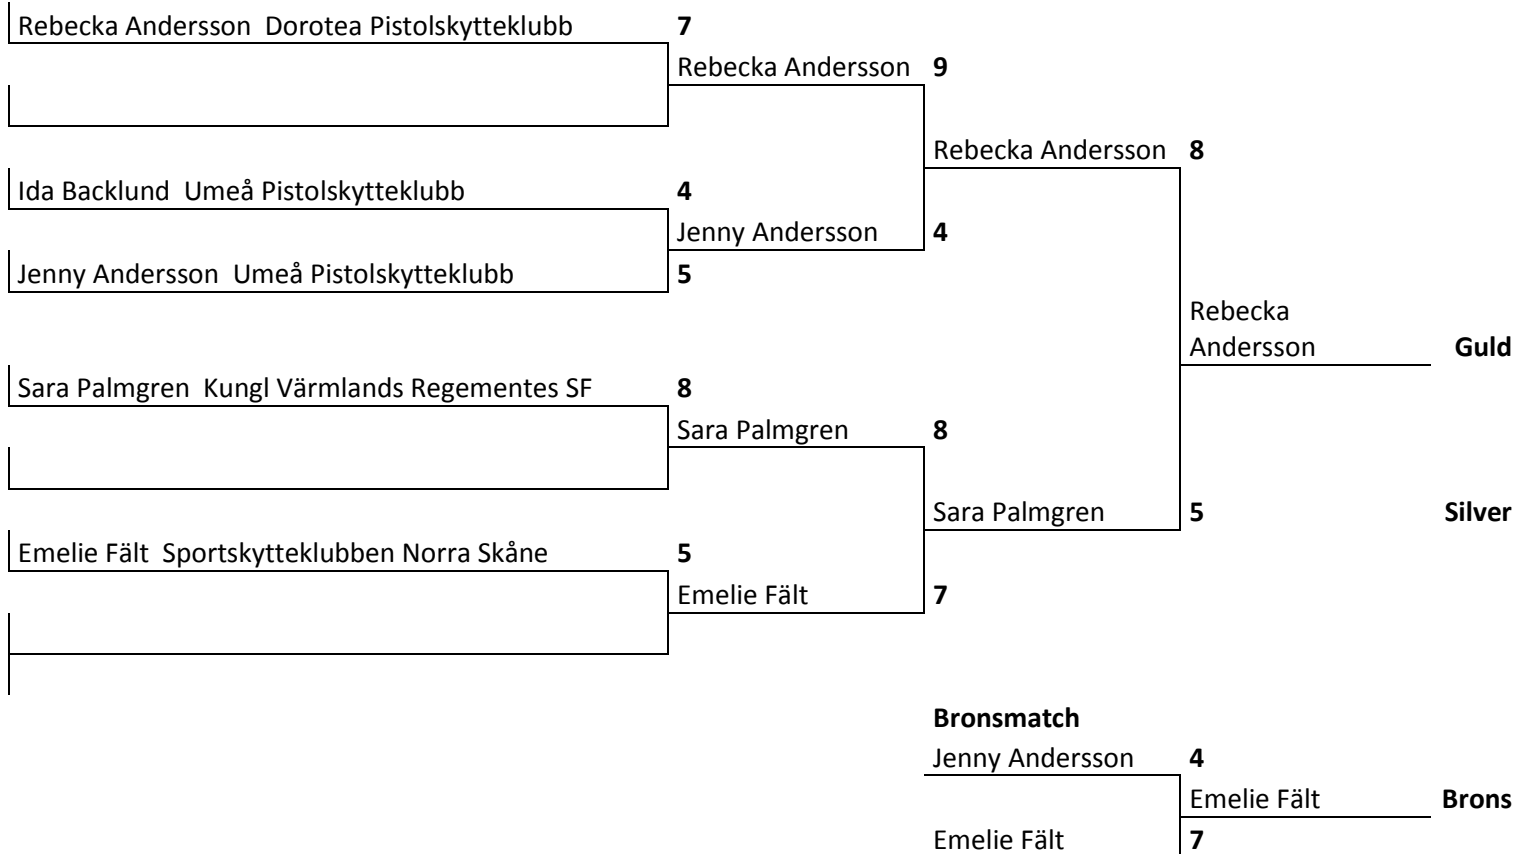 Rebecka Andersson  Dorotea Pistolskytteklubb 7
Rebecka Andersson 9
Rebecka Andersson 8
Ida Backlund  Umeå Pistolskytteklubb 4
Jenny Andersson 4
Jenny Andersson  Umeå Pistolskytteklubb 5
Rebecka
Andersson Guld
Sara Palmgren  Kungl Värmlands Regementes SF 8
Sara Palmgren 8
Sara Palmgren 5 Silver
Emelie Fält  Sportskytteklubben Norra Skåne 5
Emelie Fält 7
Bronsmatch
Jenny Andersson 4
Emelie Fält Brons
Emelie Fält 7